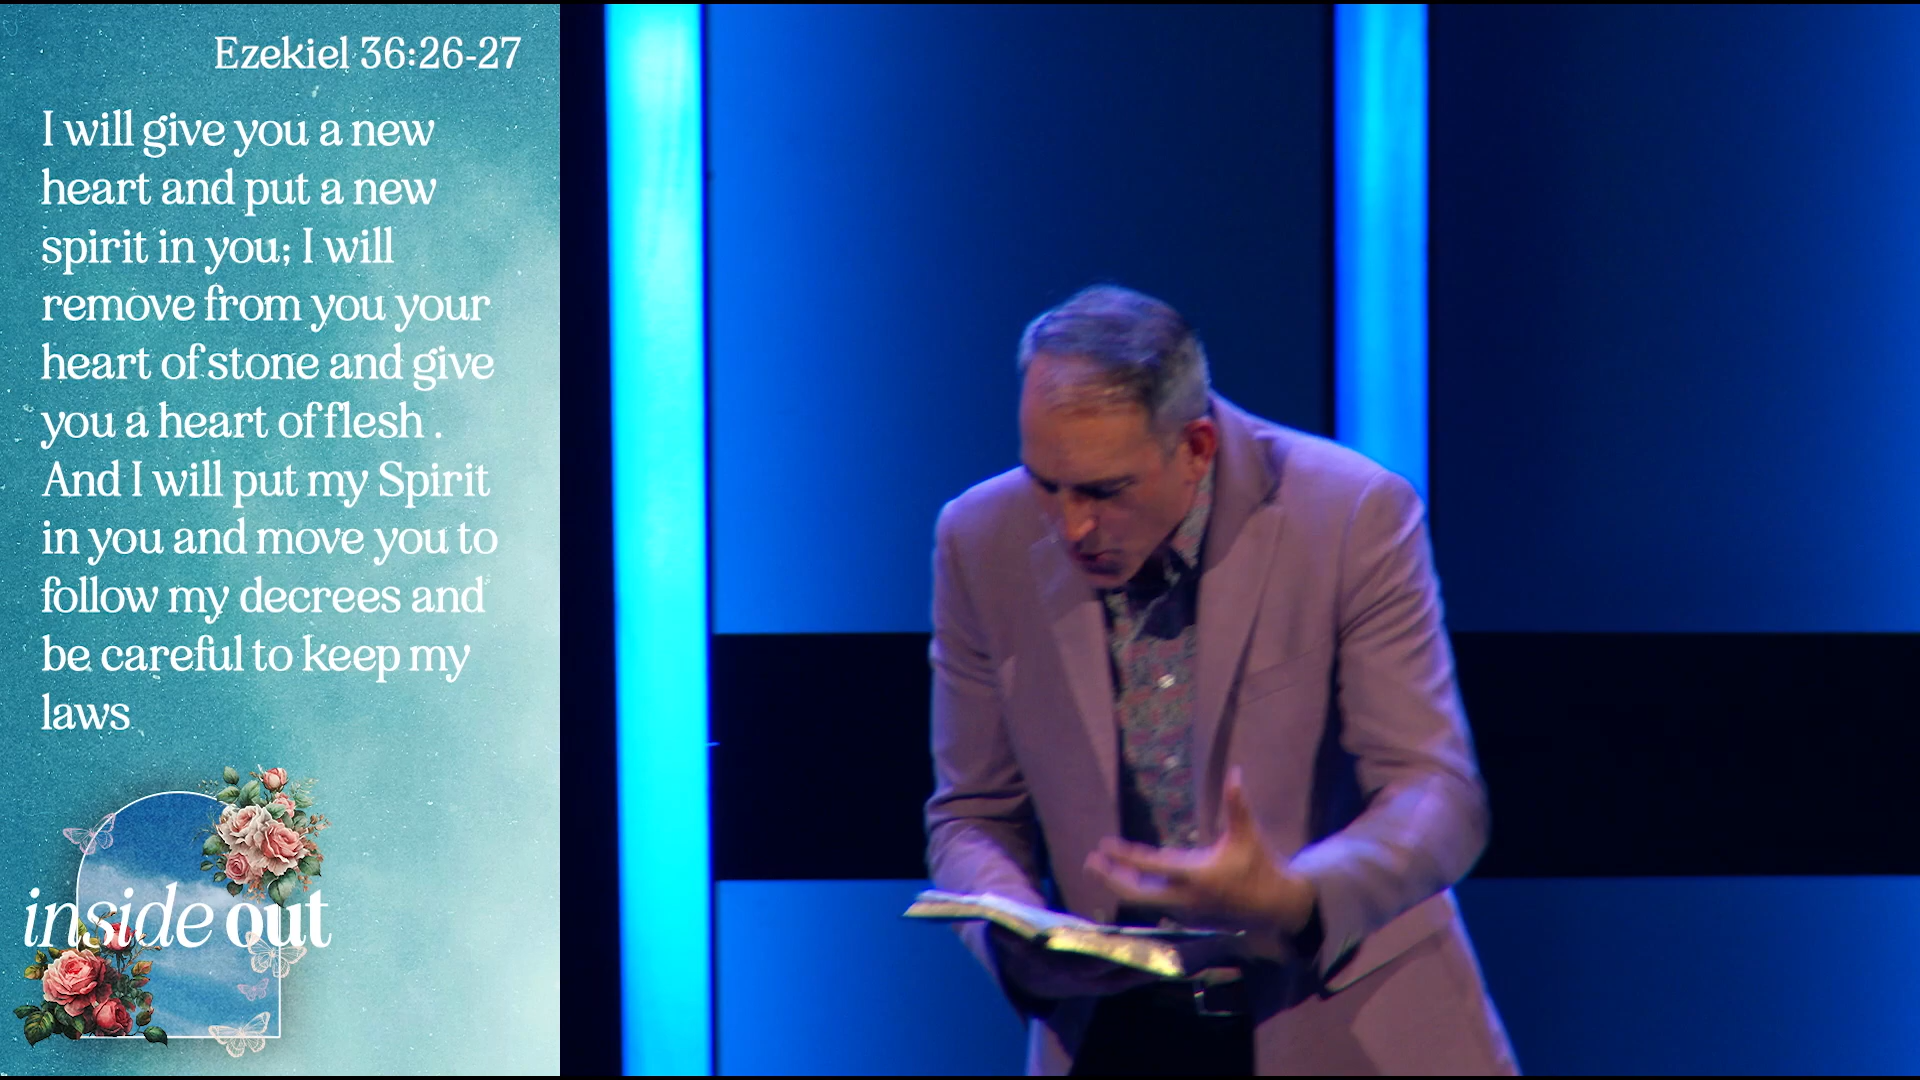 Ezekiel 36:26-27
I will give you a new
heart and put a new
spirit in you; I will
remove from you your
heart of stone and give
you a heart of flesh .
And I will put my Spirit
in you and move you to
follow my decrees and
be careful to keep my
laws
inside out